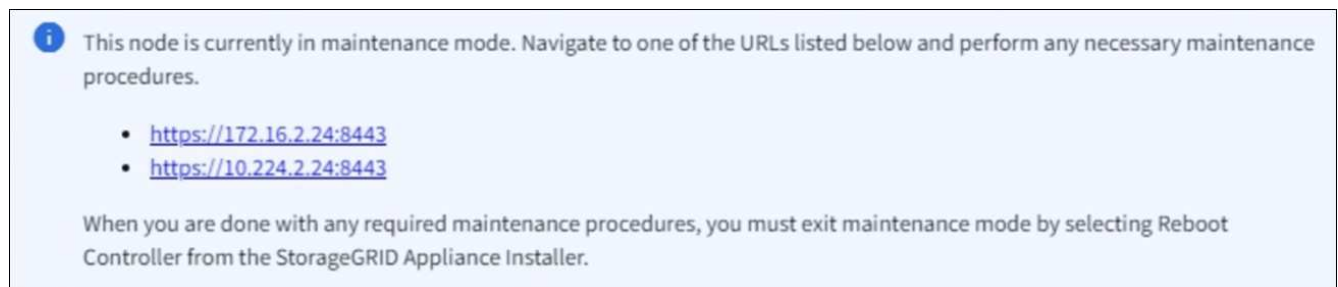 This node is currently in maintenance mode. Navigate to one of the URLs listed below and perform any necessary maintenance
procedures.
• https://172.16.2.24:8443
• https://10.224.2.24:8443
When you are done with any required maintenance procedures, you must exit maintenance mode by selecting Reboot
Controller from the StorageGRID Appliance Installer.